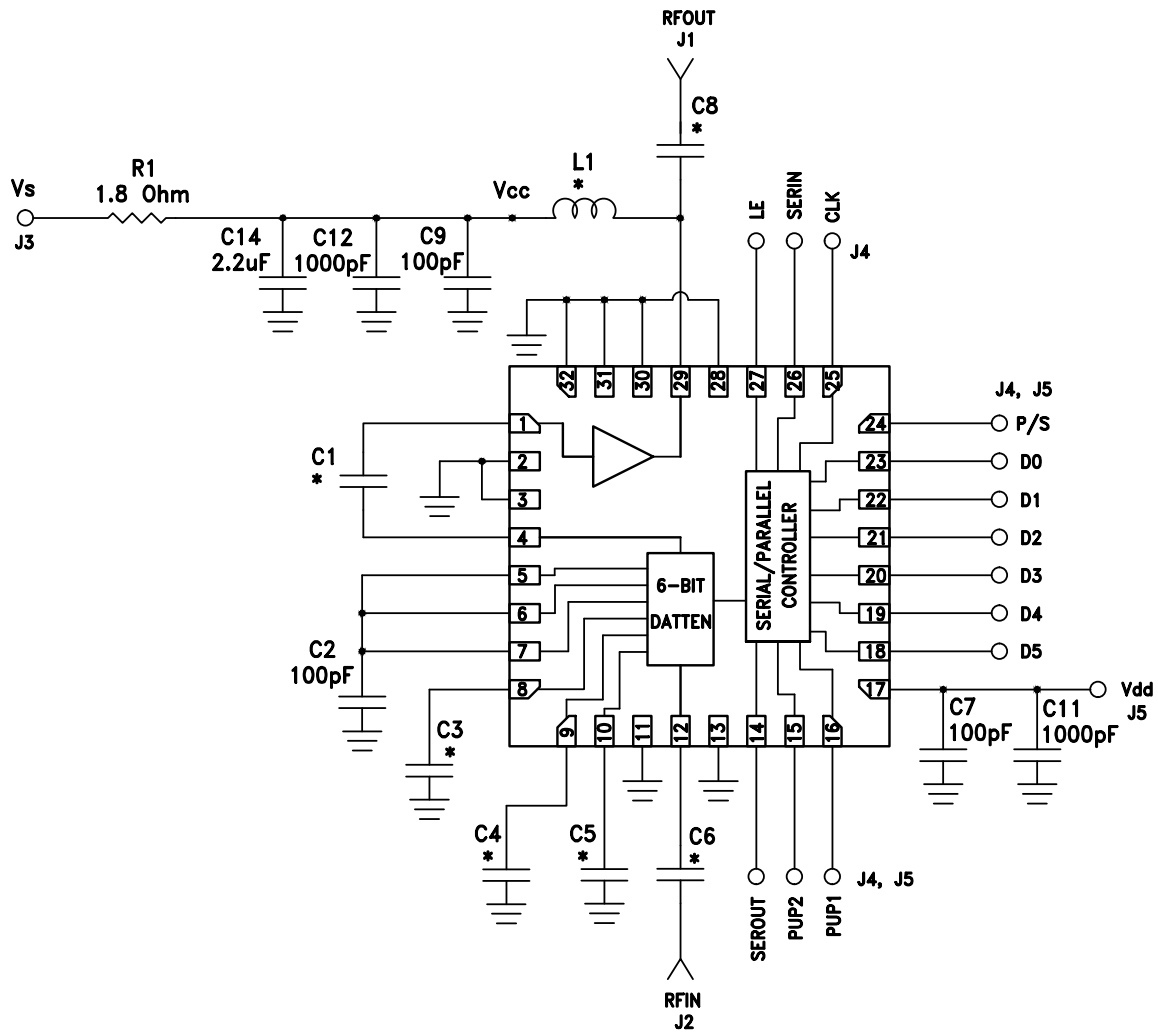 RFOUT
J1
C8
*
R1
1.8 Ohm
Vs
J3
Vcc
L1
*
C14
2.2uF
C12
1000pF
C9
100pF
LE
SERIN
CLK
J4
32
31
30
29
28
27
26
25
J4, J5
1
2
3
4
5
6
7
8
C1
*
24
P/S
23
D0
22
D1
21
D2
20
D3
19
D4
18
D5
17
Vdd
J5
SERIAL/PARALLEL
CONTROLLER
6-BIT
DATTEN
C2
100pF
C3
*
C7
100pF
C11
1000pF
9
10
11
12
13
14
15
16
C4
*
C5
*
C6
*
J4, J5
SEROUT
PUP2
PUP1
RFIN
J2